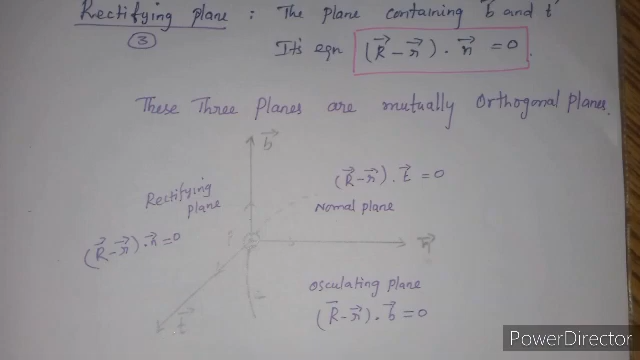 Rectifying plane : The plane containing b⃗ and t⃗
③ It's eqn (R⃗ - r⃗) . n⃗ = 0.
These Three Planes are mutually Orthogonal Planes.
b⃗
Rectifying plane
(R⃗ - r⃗) . n⃗ = 0
(R⃗ - r⃗) . t⃗ = 0
Normal plane
n⃗
t⃗
Osculating plane
(R⃗ - r⃗) . b⃗ = 0
PowerDirector